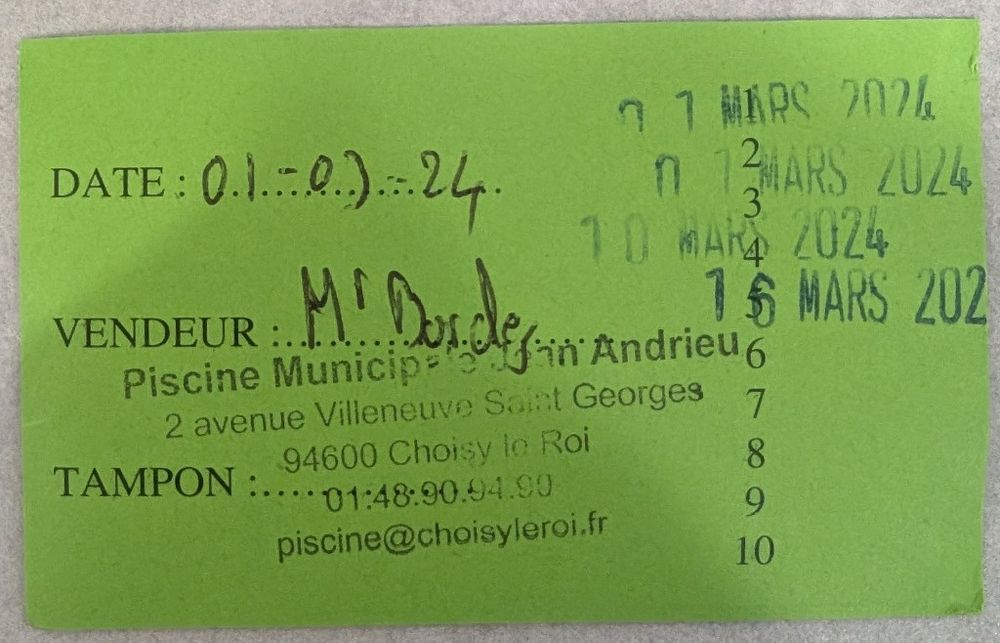 01 MARS 2024
1
DATE : 01-03-24
2
01 MARS 2024
3
10 MARS 2024
4
16 MARS 202
5
VENDEUR : Mr Bordes
Piscine Municipale Jean Andrieu
6
2 avenue Villeneuve Saint Georges
7
94600 Choisy le Roi
8
TAMPON :
01.48.90.94.90
9
piscine@choisyleroi.fr
10